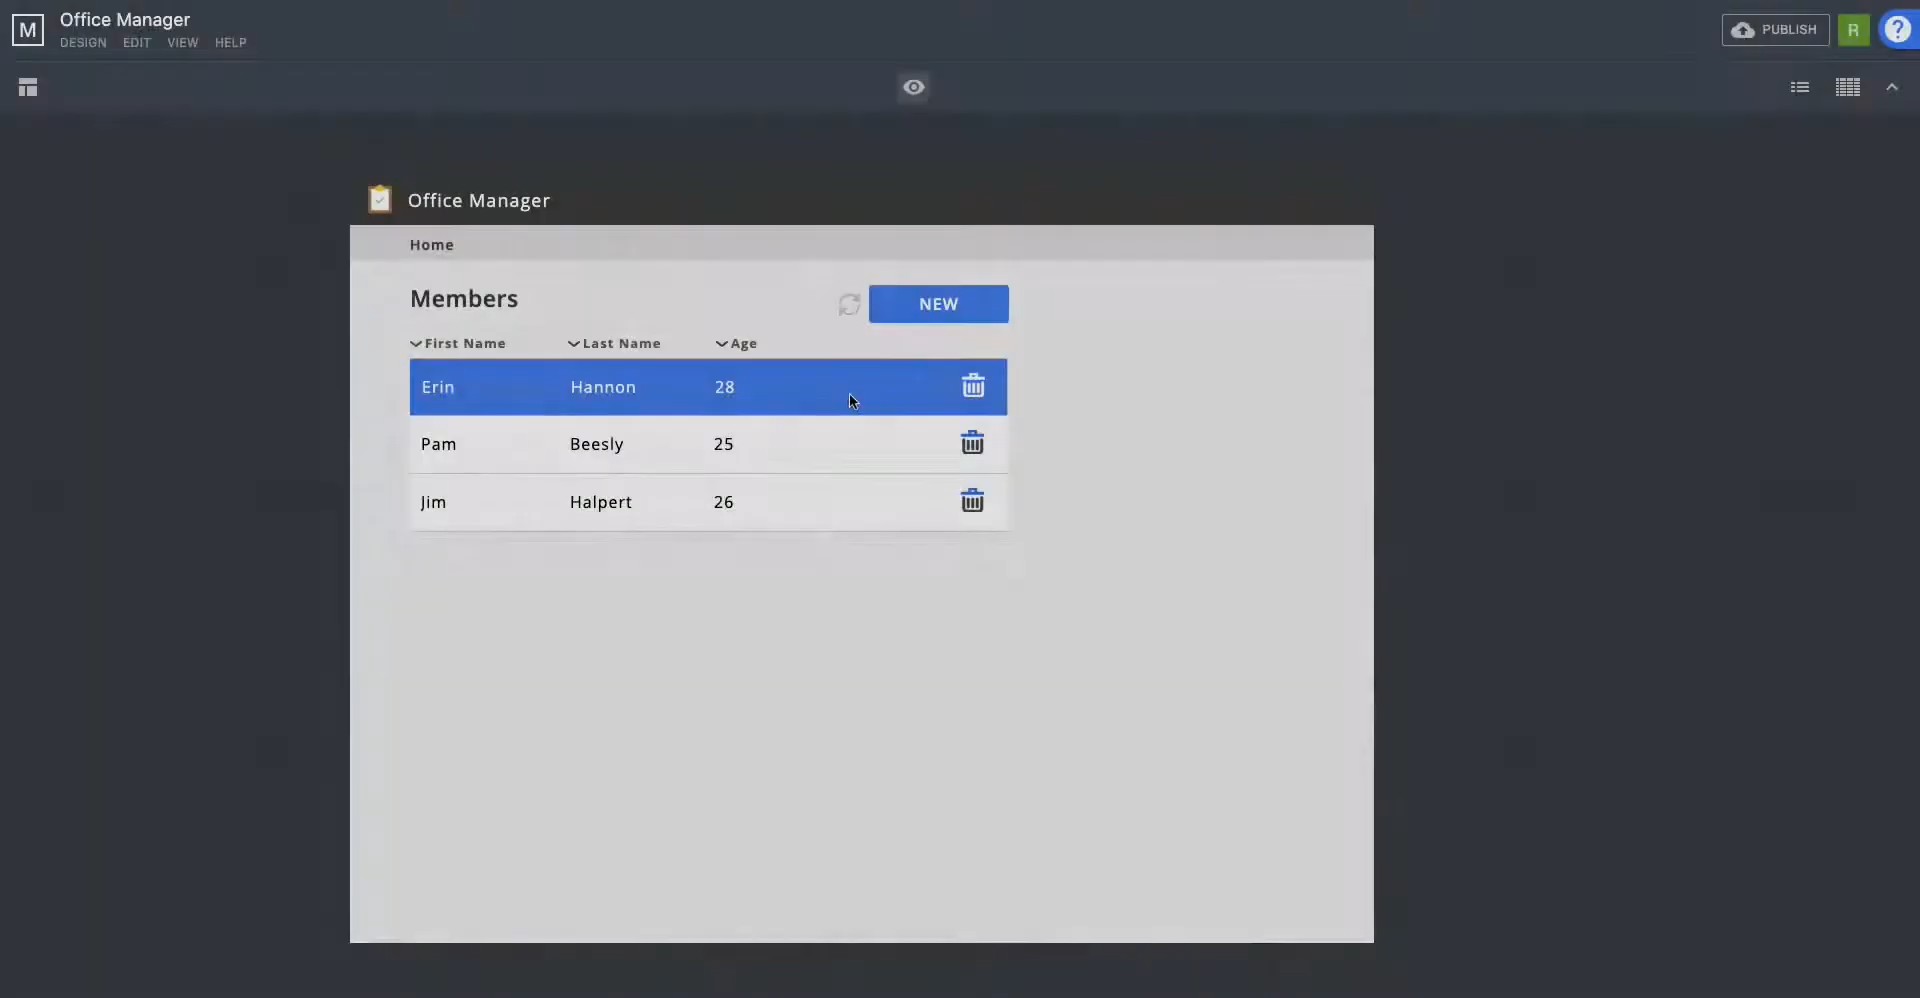 M
Office Manager
DESIGN EDIT VIEW HELP
PUBLISH
R
?
Office Manager
Home
Members
NEW
First Name Last Name Age
Erin Hannon 28
Pam Beesly 25
Jim Halpert 26